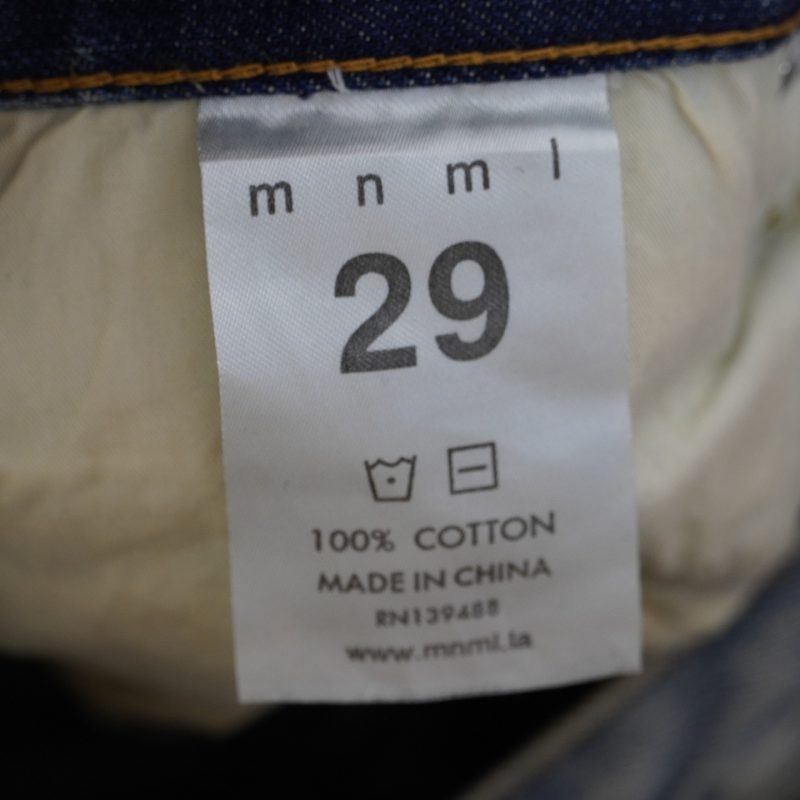 m n m l
29
100% COTTON
MADE IN CHINA
RN139488
www.mnml.la